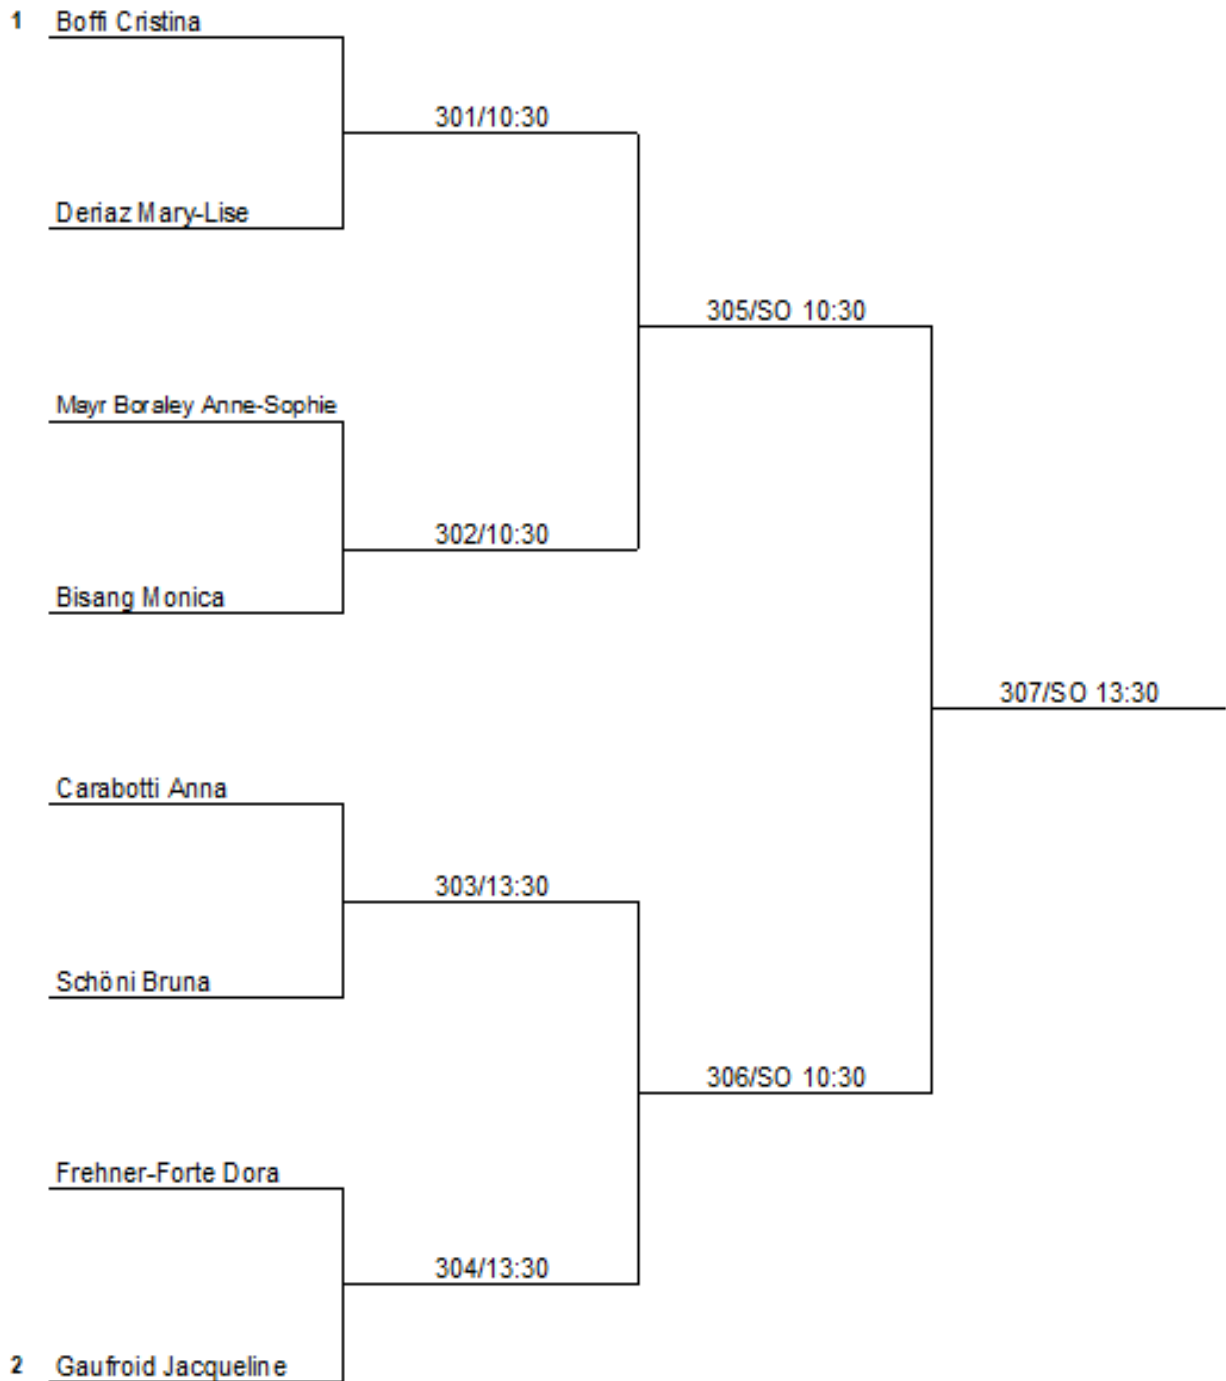 1 Boffi Cristina
301/10:30
Deriaz Mary-Lise
305/SO 10:30
Mayr Boraley Anne-Sophie
302/10:30
Bisang Monica
307/SO 13:30
Carabotti Anna
303/13:30
Schöni Bruna
306/SO 10:30
Frehner-Forte Dora
304/13:30
2 Gaufroid Jacqueline